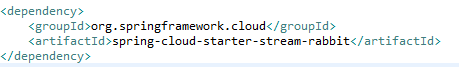 <dependency>
<groupId>org.springframework.cloud</groupId>
<artifactId>spring-cloud-starter-stream-rabbit</artifactId>
</dependency>